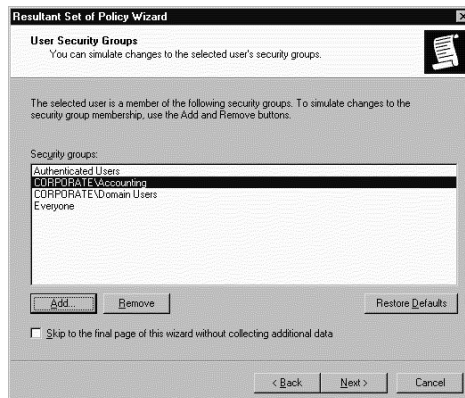 Resultant Set of Policy Wizard
User Security Groups
You can simulate changes to the selected user's security groups.
The selected user is a member of the following security groups. To simulate changes to the
security group membership, use the Add and Remove buttons.
Security groups:
Authenticated Users
CORPORATE\Accounting
CORPORATE\Domain Users
Everyone
Add...
Remove
Restore Defaults
Skip to the final page of this wizard without collecting additional data
< Back
Next >
Cancel